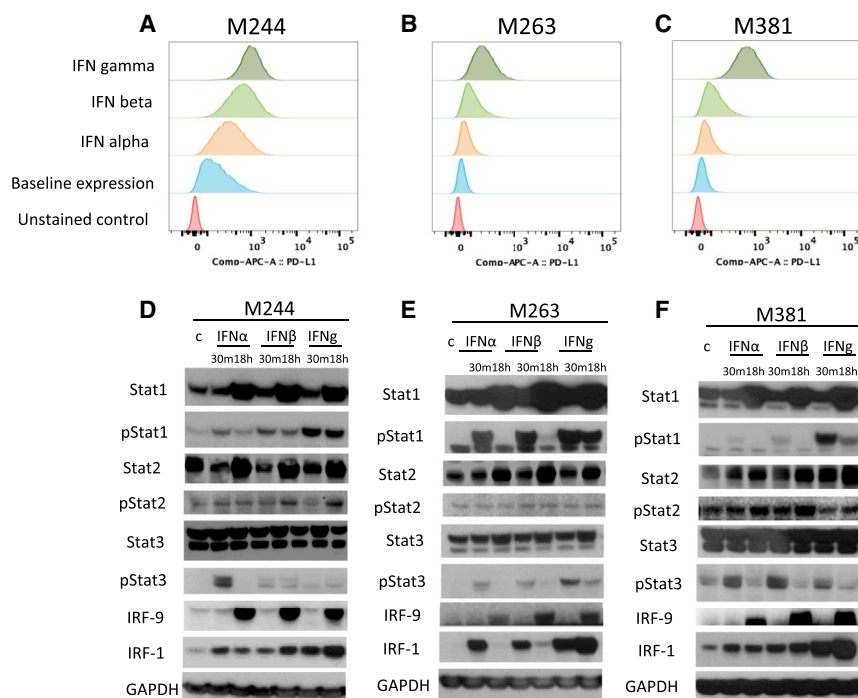 A M244
B M263
C M381
IFN gamma
IFN beta
IFN alpha
Baseline expression
Unstained control
0 10³ 10⁴ 10⁵
Comp-APC-A :: PD-L1
0 10³ 10⁴ 10⁵
Comp-APC-A :: PD-L1
0 10³ 10⁴ 10⁵
Comp-APC-A :: PD-L1
D M244
c IFNα IFNβ IFNg
30m18h 30m18h 30m18h
Stat1
pStat1
Stat2
pStat2
Stat3
pStat3
IRF-9
IRF-1
GAPDH
E M263
c IFNα IFNβ IFNg
30m18h 30m18h 30m18h
Stat1
pStat1
Stat2
pStat2
Stat3
pStat3
IRF-9
IRF-1
GAPDH
F M381
c IFNα IFNβ IFNg
30m18h 30m18h 30m18h
Stat1
pStat1
Stat2
pStat2
Stat3
pStat3
IRF-9
IRF-1
GAPDH